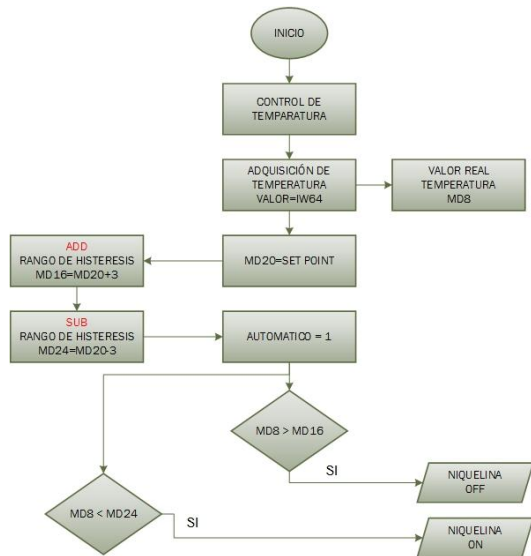 INICIO
CONTROL DE
TEMPARATURA
ADQUISICIÓN DE
TEMPERATURA
VALOR=IW64
VALOR REAL
TEMPERATURA
MD8
ADD
RANGO DE HISTERESIS
MD16=MD20+3
MD20=SET POINT
SUB
RANGO DE HISTERESIS
MD24=MD20-3
AUTOMATICO = 1
MD8 > MD16
SI
NIQUELINA
OFF
MD8 < MD24
SI
NIQUELINA
ON